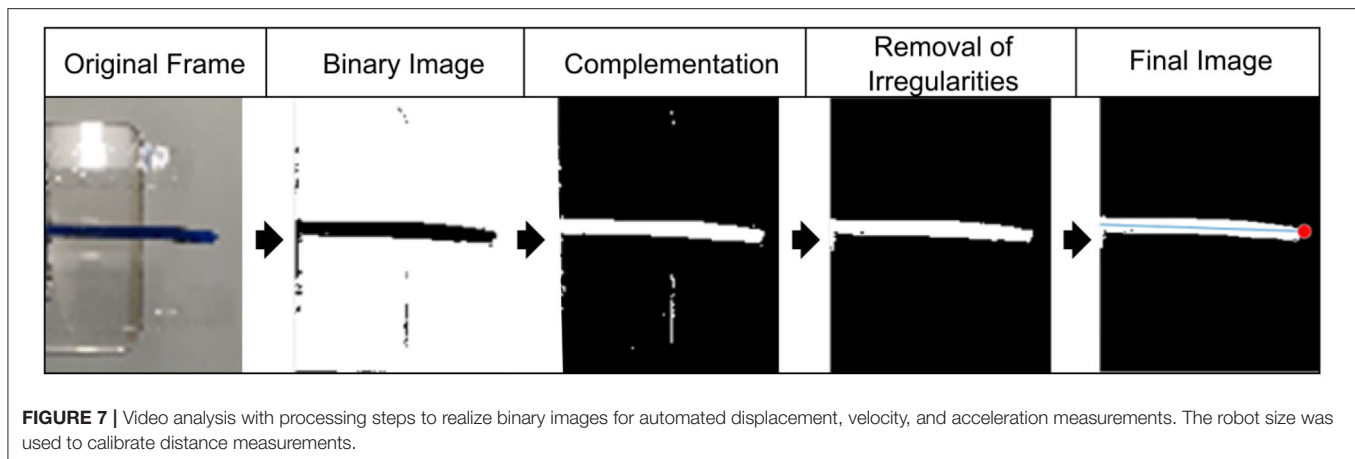 Original Frame
Binary Image
Complementation
Removal of
Irregularities
Final Image
FIGURE 7 | Video analysis with processing steps to realize binary images for automated displacement, velocity, and acceleration measurements. The robot size was
used to calibrate distance measurements.